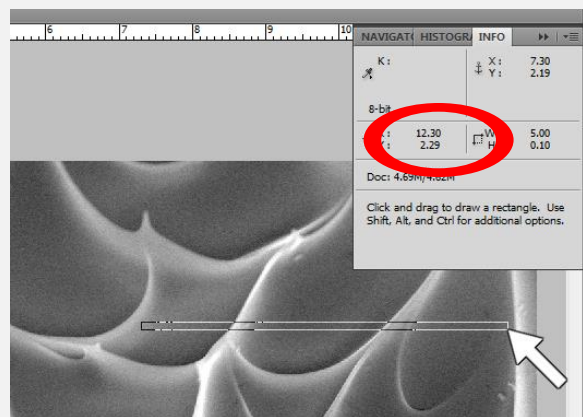 6 7 8 9 10
NAVIGAT HISTOGR INFO
K : X : 7.30
Y : 2.19
8-bit
: 12.30 W 5.00
: 2.29 H 0.10
Doc: 4.69M/4.62M
Click and drag to draw a rectangle. Use
Shift, Alt, and Ctrl for additional options.